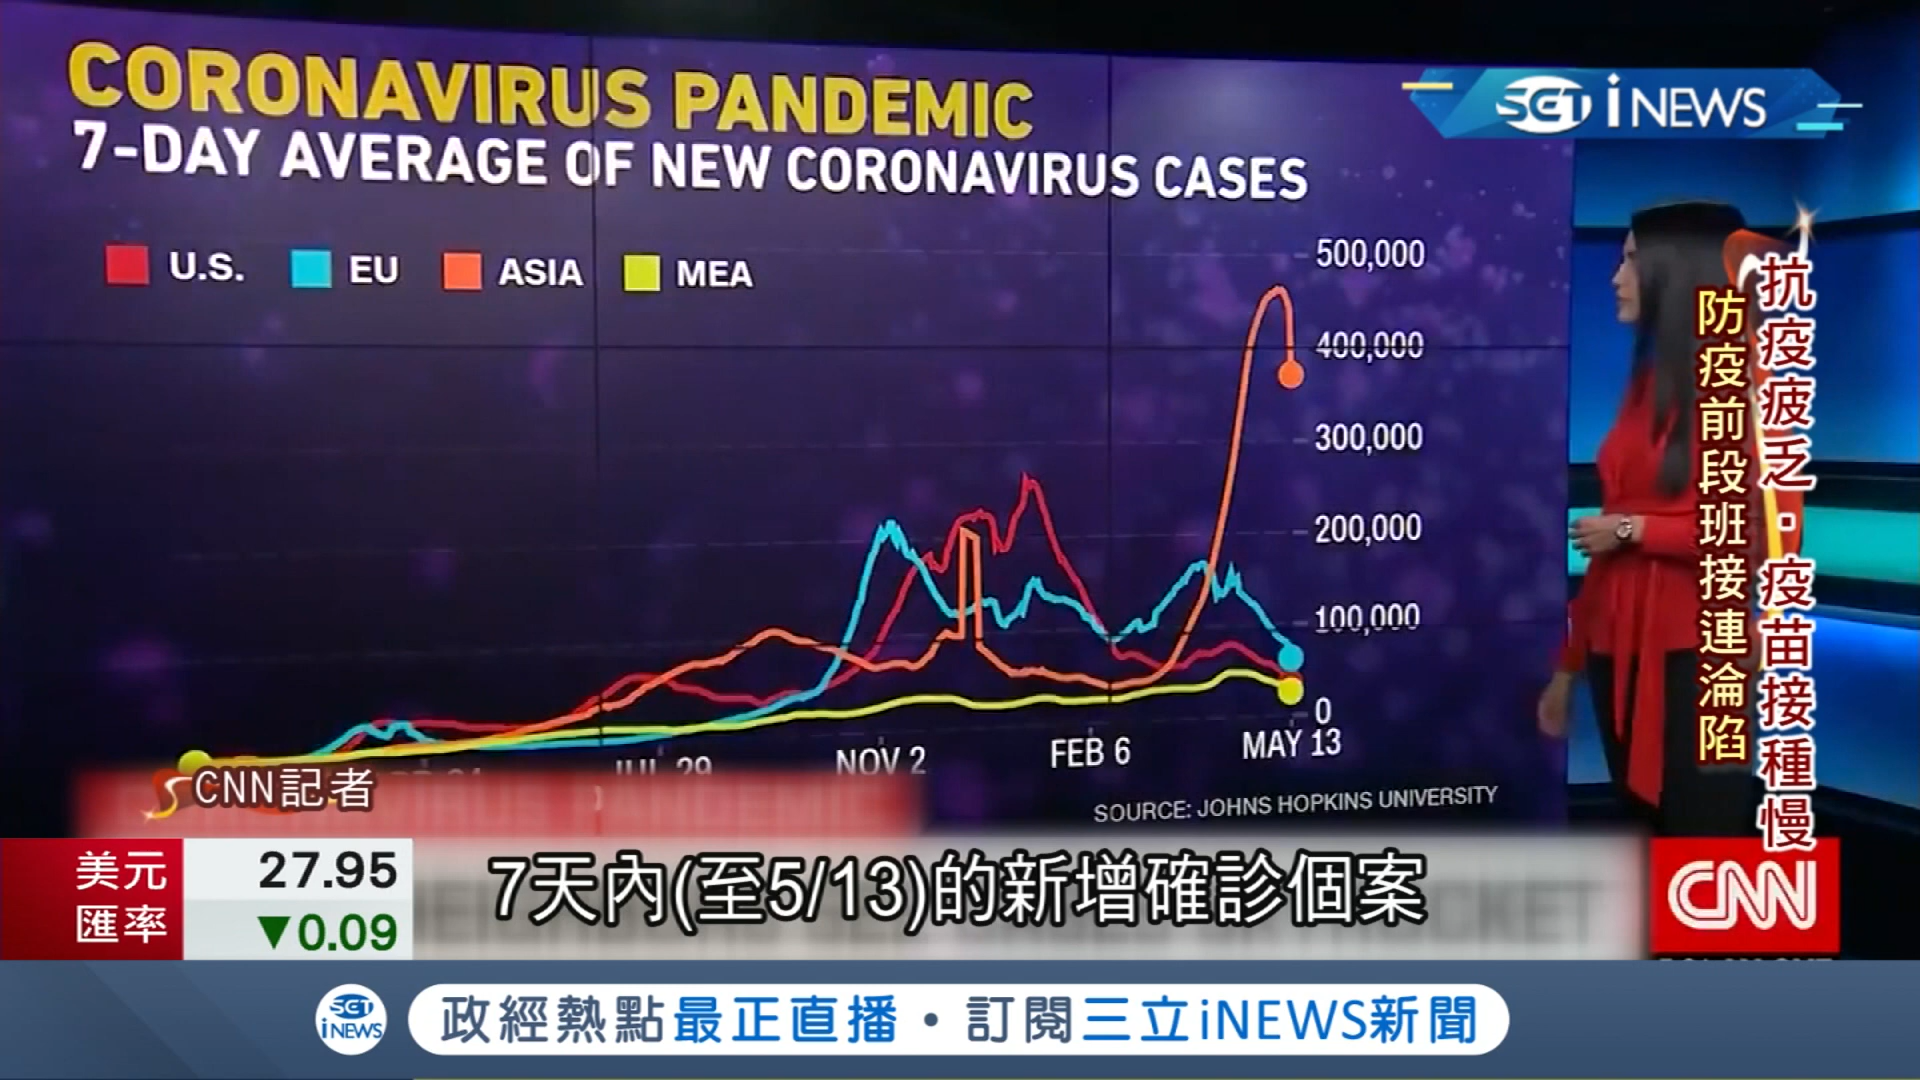 CORONAVIRUS PANDEMIC
7-DAY AVERAGE OF NEW CORONAVIRUS CASES
U.S. EU ASIA MEA
500,000
400,000
300,000
200,000
100,000
0
JUL 29 NOV 2 FEB 6 MAY 13
SOURCE: JOHNS HOPKINS UNIVERSITY
SET iNEWS
抗疫疲乏·疫苗接種慢
防疫前段班接連淪陷
CNN記者
美元
匯率
27.95
▼0.09
7天內(至5/13)的新增確診個案
CNN
SET
iNEWS
政經熱點最正直播·訂閱三立iNEWS新聞